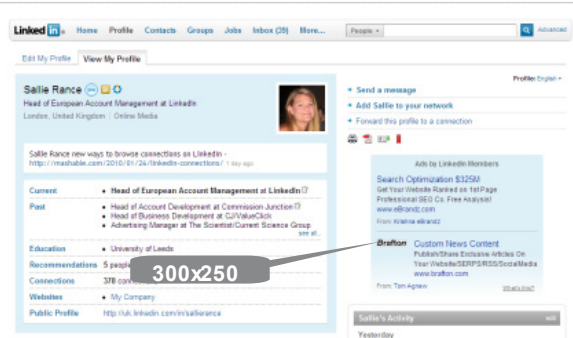 Linked in Home Profile Contacts Groups Jobs Inbox (28) More... People Advanced
Edit My Profile View My Profile
Profile: English
Sallie Rance
Head of European Account Management at LinkedIn
London, United Kingdom | Online Media
Send a message
Add Sallie to your network
Forward this profile to a connection
Sallie Rance new ways to browse connections on LinkedIn -
http://mashable.com/2010/01/24/linkedin-connections/ 1 day ago
Current • Head of European Account Management at LinkedIn
Past • Head of Account Development at Commission Junction
• Head of Business Development at CJ/ValueClick
• Advertising Manager at The Scientist/Current Science Group
see all...
Education • University of Leeds
Recommendations 5 people
Connections 378
Websites • My Company
Public Profile http://uk.linkedin.com/in/sallierance
300x250
Ads by LinkedIn Members
Search Optimization $325M
Get Your Website Ranked on 1st Page
Professional SEO Co. Free Analysis!
www.eBrandz.com
From: Krishna eBrandz
Brafton Custom News Content
Publish/Share Exclusive Articles On
Your Website/SERPS/RSS/SocialMedia
www.brafton.com
From: Tom Agnew What's this?
Sallie's Activity
Yesterday